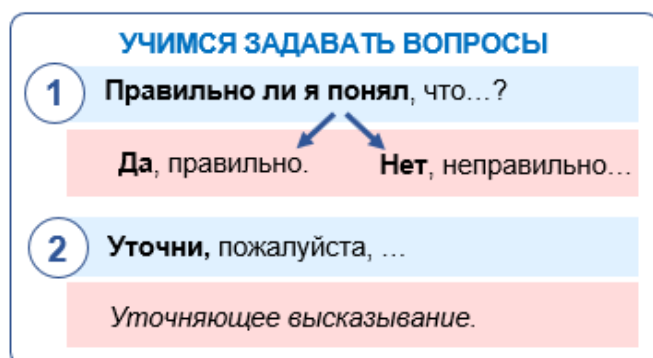 УЧИМСЯ ЗАДАВАТЬ ВОПРОСЫ
1 Правильно ли я понял, что…?
Да, правильно. Нет, неправильно…
2 Уточни, пожалуйста, …
Уточняющее высказывание.